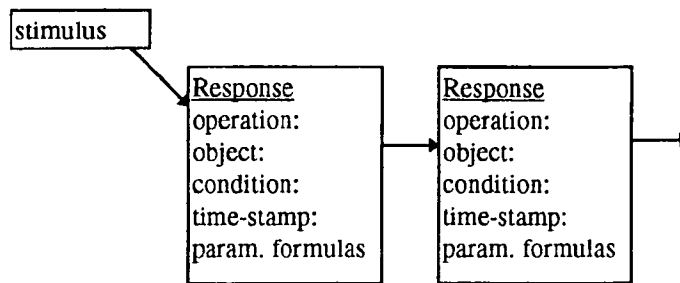 stimulus
Response
operation:
object:
condition:
time-stamp:
param. formulas
Response
operation:
object:
condition:
time-stamp:
param. formulas